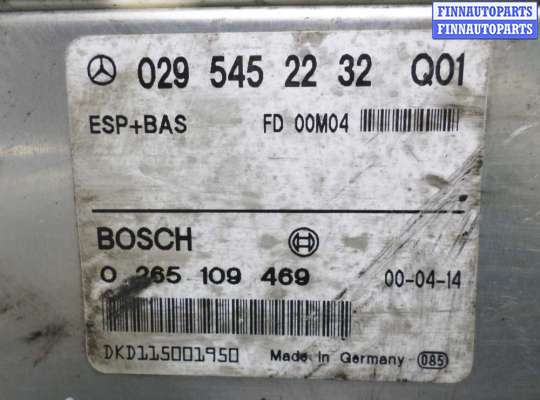 FINNAUTOPARTS
FINNAUTOPARTS
029 545 22 32 Q01
ESP+BAS FD 00M04
BOSCH
0 265 109 469 00-04-14
DKD115001950 Made in Germany 085